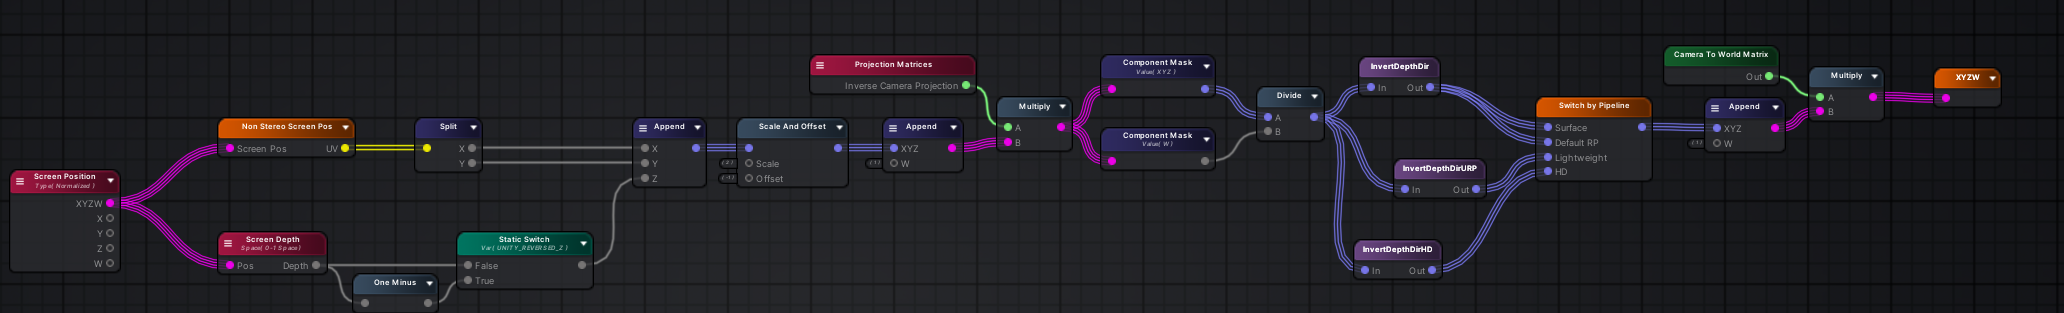 Screen Position
Type( Normalized )
XYZW
X
Y
Z
W
Non Stereo Screen Pos
Screen Pos
UV
Screen Depth
Space( 0-1 Space)
Pos
Depth
One Minus
Split
X
Y
Static Switch
Var( UNITY_REVERSED_Z )
False
True
Append
X
Y
Z
Scale And Offset
Scale
Offset
( 2 )
( -1 )
Append
XYZ
W
( 1 )
Projection Matrices
Inverse Camera Projection
Multiply
A
B
Component Mask
Value( XYZ )
Component Mask
Value( W )
Divide
A
B
InvertDepthDir
In
Out
InvertDepthDirURP
In
Out
InvertDepthDirHD
In
Out
Switch by Pipeline
Surface
Default RP
Lightweight
HD
Camera To World Matrix
Out
Append
XYZ
W
( 1 )
Multiply
A
B
XYZW